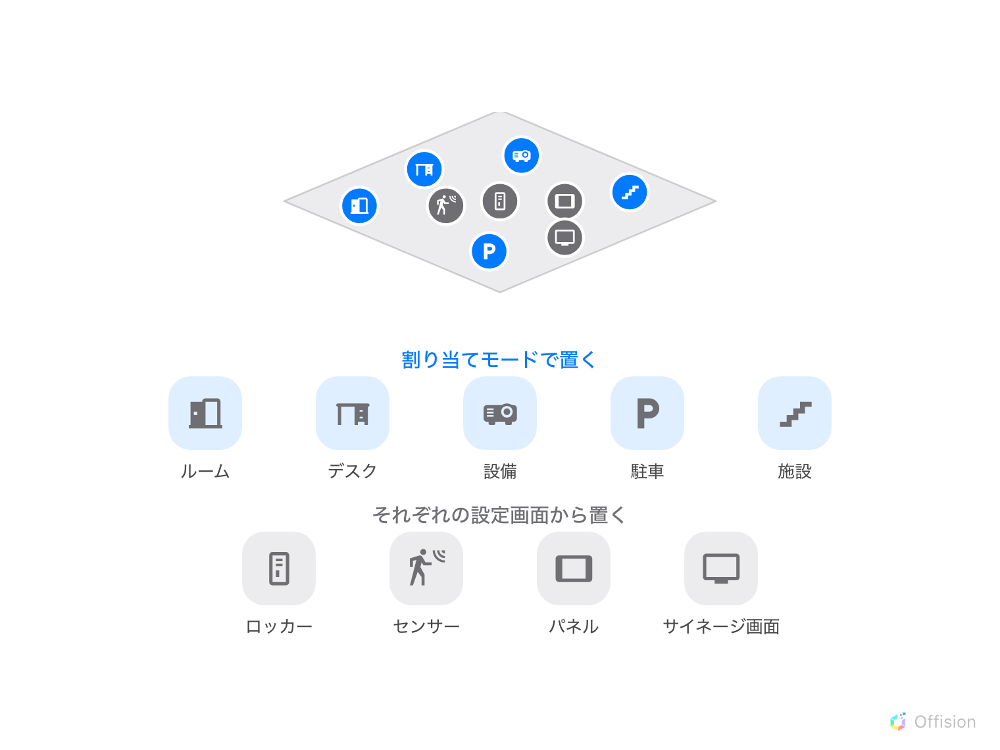 割り当てモードで置く
ルーム
デスク
設備
駐車
施設
それぞれの設定画面から置く
ロッカー
センサー
パネル
サイネージ画面
Offision